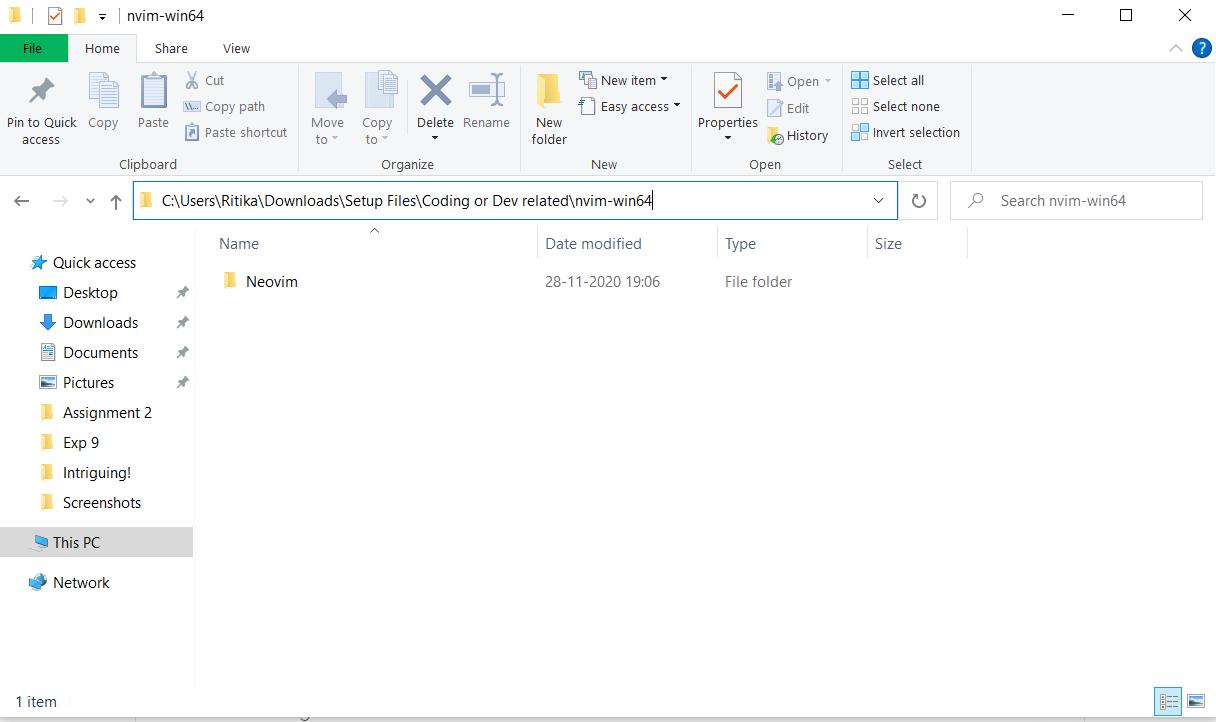 nvim-win64
File Home Share View
?
Pin to Quick access
Copy
Paste
Cut
Copy path
Paste shortcut
Clipboard
Move to
Copy to
Delete
Rename
Organize
New folder
New item
Easy access
New
Properties
Open
Edit
History
Open
Select all
Select none
Invert selection
Select
C:\Users\Ritika\Downloads\Setup Files\Coding or Dev related\nvim-win64
Search nvim-win64
Name Date modified Type Size
Neovim 28-11-2020 19:06 File folder
Quick access
Desktop
Downloads
Documents
Pictures
Assignment 2
Exp 9
Intriguing!
Screenshots
This PC
Network
1 item